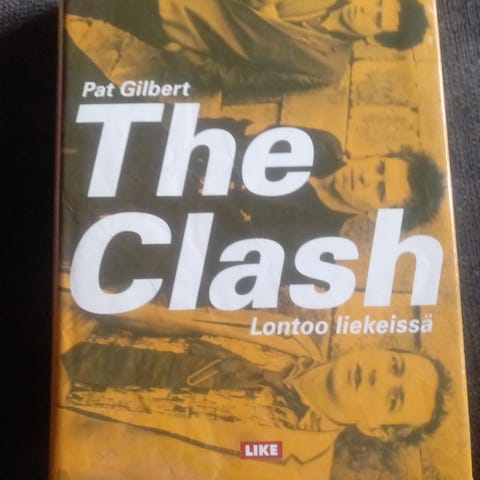 Pat Gilbert
The
Clash
Lontoo liekeissä
LIKE